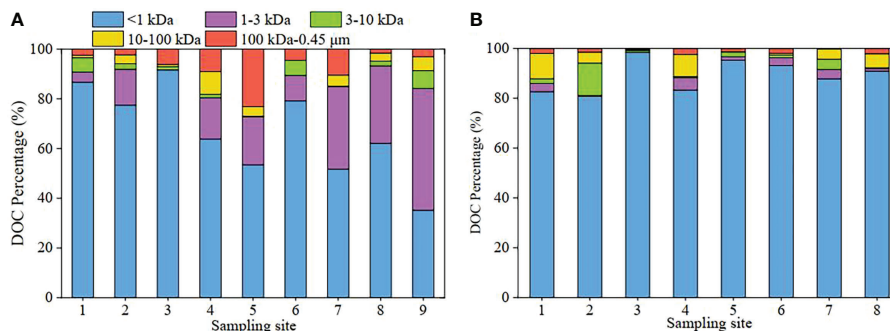 A
<1 kDa 1-3 kDa 3-10 kDa
10-100 kDa 100 kDa-0.45 μm
100
80
60
40
20
0
DOC Percentage (%)
1 2 3 4 5 6 7 8 9
Sampling site
B
100
80
60
40
20
0
DOC Percentage (%)
1 2 3 4 5 6 7 8
Sampling site